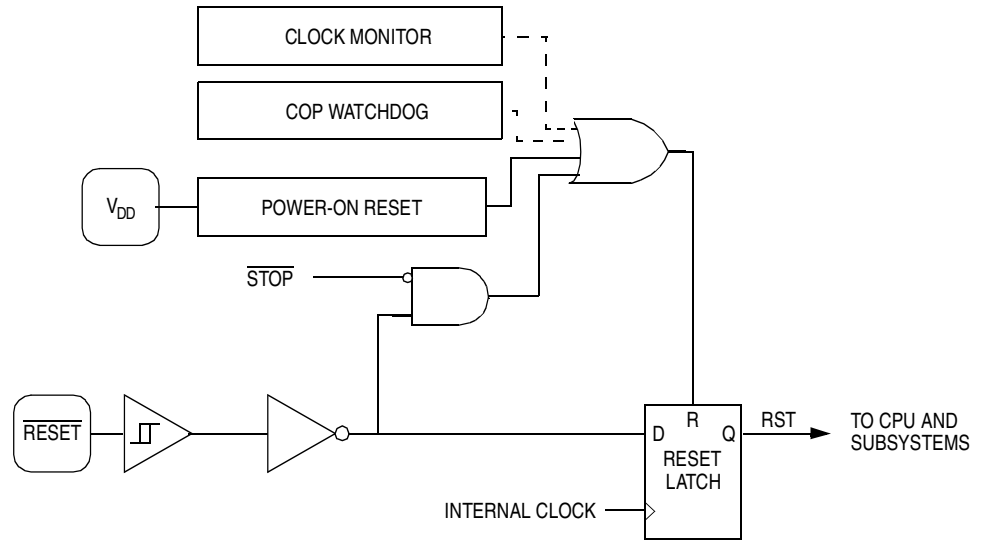 CLOCK MONITOR
COP WATCHDOG
VDD
POWER-ON RESET
STOP
RESET
D
R
Q
RESET
LATCH
RST
TO CPU AND
SUBSYSTEMS
INTERNAL CLOCK